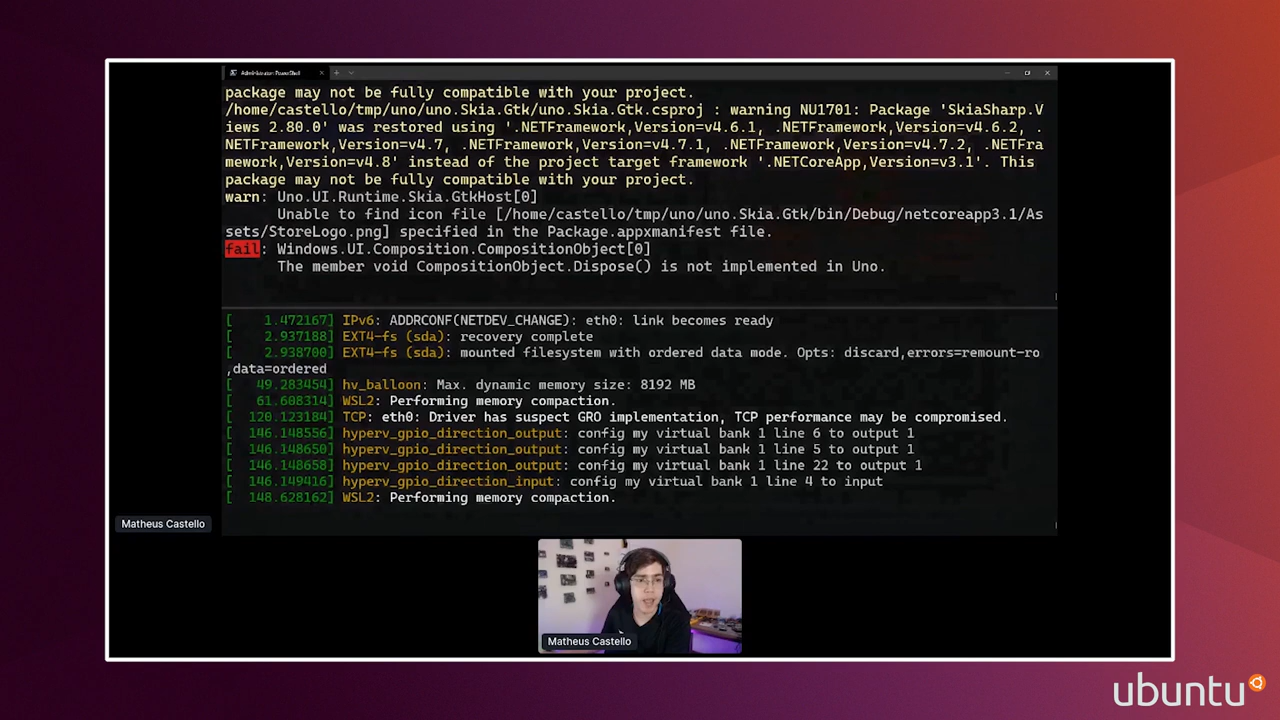 Administrator: PowerShell
package may not be fully compatible with your project.
/home/castello/tmp/uno/uno.Skia.Gtk/uno.Skia.Gtk.csproj : warning NU1701: Package 'SkiaSharp.V
iews 2.80.0' was restored using '.NETFramework,Version=v4.6.1, .NETFramework,Version=v4.6.2, .
NETFramework,Version=v4.7, .NETFramework,Version=v4.7.1, .NETFramework,Version=v4.7.2, .NETFra
mework,Version=v4.8' instead of the project target framework '.NETCoreApp,Version=v3.1'. This
package may not be fully compatible with your project.
warn: Uno.UI.Runtime.Skia.GtkHost[0]
Unable to find icon file [/home/castello/tmp/uno/uno.Skia.Gtk/bin/Debug/netcoreapp3.1/As
sets/StoreLogo.png] specified in the Package.appxmanifest file.
fail: Windows.UI.Composition.CompositionObject[0]
The member void CompositionObject.Dispose() is not implemented in Uno.
[    1.472167] IPv6: ADDRCONF(NETDEV_CHANGE): eth0: link becomes ready
[    2.937188] EXT4-fs (sda): recovery complete
[    2.938700] EXT4-fs (sda): mounted filesystem with ordered data mode. Opts: discard,errors=remount-ro
,data=ordered
[   49.283454] hv_balloon: Max. dynamic memory size: 8192 MB
[   61.608314] WSL2: Performing memory compaction.
[  120.123184] TCP: eth0: Driver has suspect GRO implementation, TCP performance may be compromised.
[  146.148556] hyperv_gpio_direction_output: config my virtual bank 1 line 6 to output 1
[  146.148650] hyperv_gpio_direction_output: config my virtual bank 1 line 5 to output 1
[  146.148658] hyperv_gpio_direction_output: config my virtual bank 1 line 22 to output 1
[  146.149416] hyperv_gpio_direction_input: config my virtual bank 1 line 4 to input
[  148.628162] WSL2: Performing memory compaction.
Matheus Castello
Matheus Castello
ubuntu